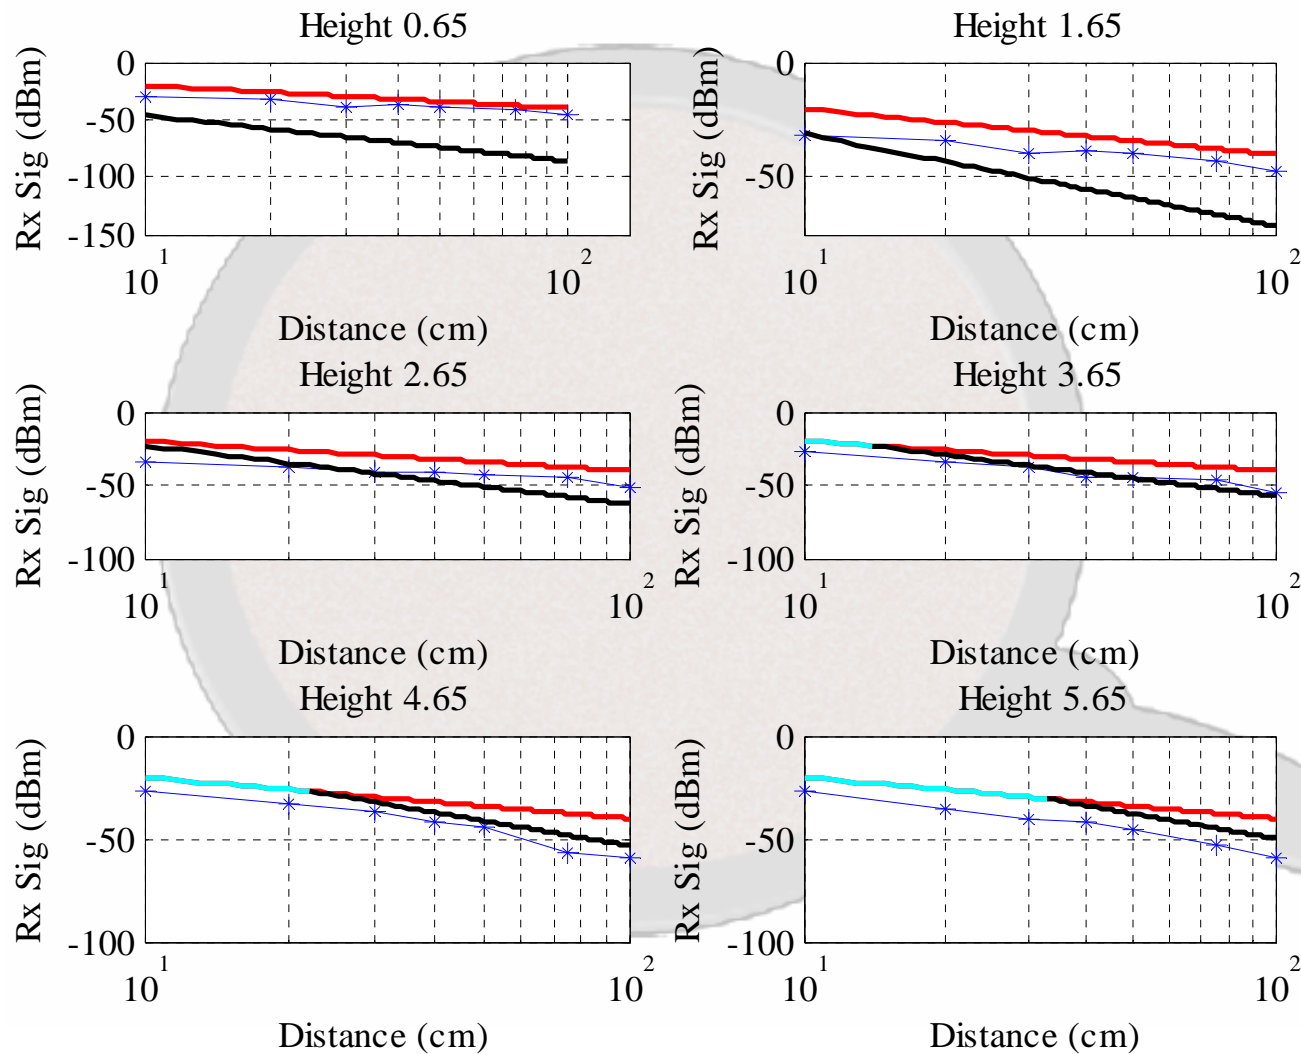 Height 0.65
Rx Sig (dBm)
0
-50
-100
-150
10^1
10^2
Distance (cm)
Height 1.65
Rx Sig (dBm)
0
-50
10^1
10^2
Distance (cm)
Height 2.65
Rx Sig (dBm)
0
-50
-100
10^1
10^2
Distance (cm)
Height 3.65
Rx Sig (dBm)
0
-50
-100
10^1
10^2
Distance (cm)
Height 4.65
Rx Sig (dBm)
0
-50
-100
10^1
10^2
Distance (cm)
Height 5.65
Rx Sig (dBm)
0
-50
-100
10^1
10^2
Distance (cm)